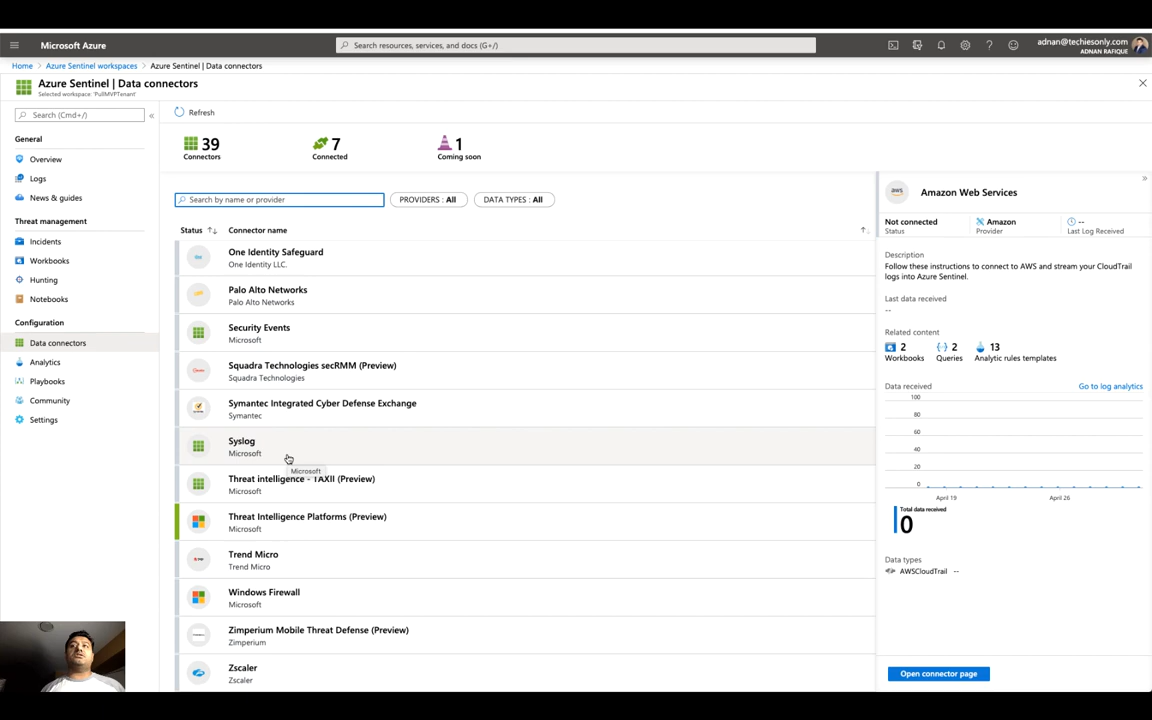 Microsoft Azure
Search resources, services, and docs (G+/)
adnan@techiesonly.com
ADNAN RAFIQUE
Home > Azure Sentinel workspaces > Azure Sentinel | Data connectors
Azure Sentinel | Data connectors
Selected workspace: 'FullMVPTenant'
Search (Cmd+/)
«
General
Overview
Logs
News & guides
Threat management
Incidents
Workbooks
Hunting
Notebooks
Configuration
Data connectors
Analytics
Playbooks
Community
Settings
Refresh
39
Connectors
7
Connected
1
Coming soon
Search by name or provider
PROVIDERS : All
DATA TYPES : All
Status ↑↓ Connector name ↑↓
One Identity Safeguard
One Identity LLC.
Palo Alto Networks
Palo Alto Networks
Security Events
Microsoft
Squadra Technologies secRMM (Preview)
Squadra Technologies
Symantec Integrated Cyber Defense Exchange
Symantec
Syslog
Microsoft
Microsoft
Threat intelligence - TAXII (Preview)
Microsoft
Threat Intelligence Platforms (Preview)
Microsoft
Trend Micro
Trend Micro
Windows Firewall
Microsoft
Zimperium Mobile Threat Defense (Preview)
Zimperium
Zscaler
Zscaler
»
aws
Amazon Web Services
Not connected
Status
Amazon
Provider
--
Last Log Received
Description
Follow these instructions to connect to AWS and stream your CloudTrail
logs into Azure Sentinel.
Last data received
--
Related content
2
Workbooks
2
Queries
13
Analytic rules templates
Data received
Go to log analytics
100
80
60
40
20
0
April 19
April 26
Total data received
0
Data types
AWSCloudTrail --
Open connector page